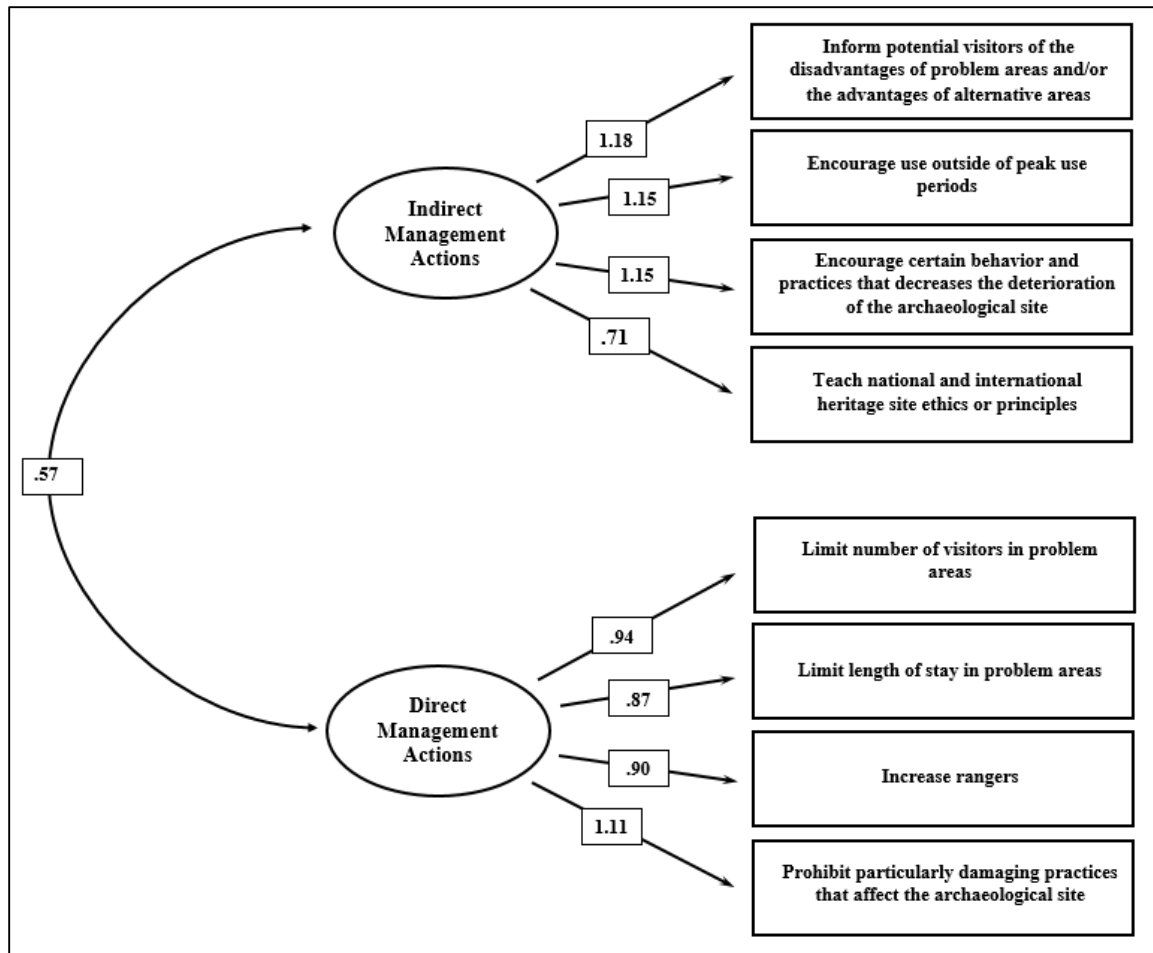 Inform potential visitors of the
disadvantages of problem areas and/or
the advantages of alternative areas
1.18
Encourage use outside of peak use
periods
1.15
Indirect
Management
Actions
Encourage certain behavior and
practices that decreases the deterioration
of the archaeological site
1.15
.71
Teach national and international
heritage site ethics or principles
.57
Limit number of visitors in problem
areas
.94
Limit length of stay in problem areas
.87
Direct
Management
Actions
.90
Increase rangers
1.11
Prohibit particularly damaging practices
that affect the archaeological site